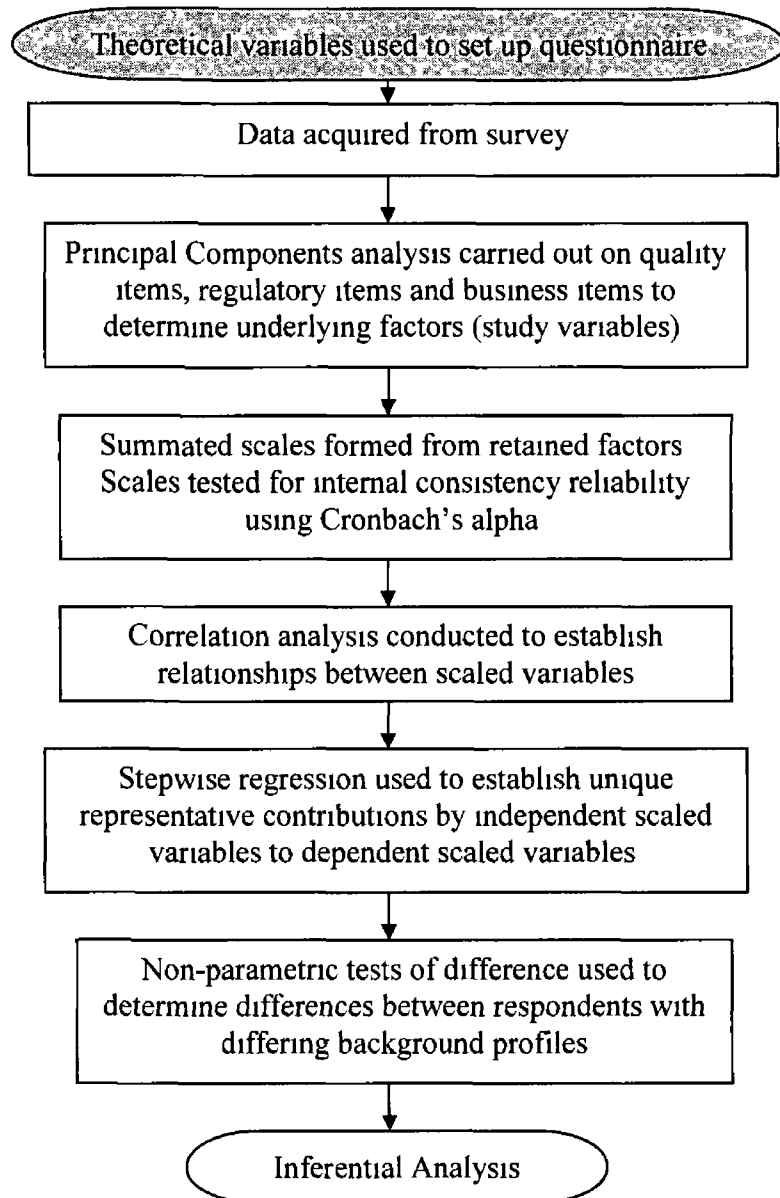 Theoretical variables used to set up questionnaire
Data acquired from survey
Principal Components analysis carried out on quality
items, regulatory items and business items to
determine underlying factors (study variables)
Summated scales formed from retained factors
Scales tested for internal consistency reliability
using Cronbach's alpha
Correlation analysis conducted to establish
relationships between scaled variables
Stepwise regression used to establish unique
representative contributions by independent scaled
variables to dependent scaled variables
Non-parametric tests of difference used to
determine differences between respondents with
differing background profiles
Inferential Analysis